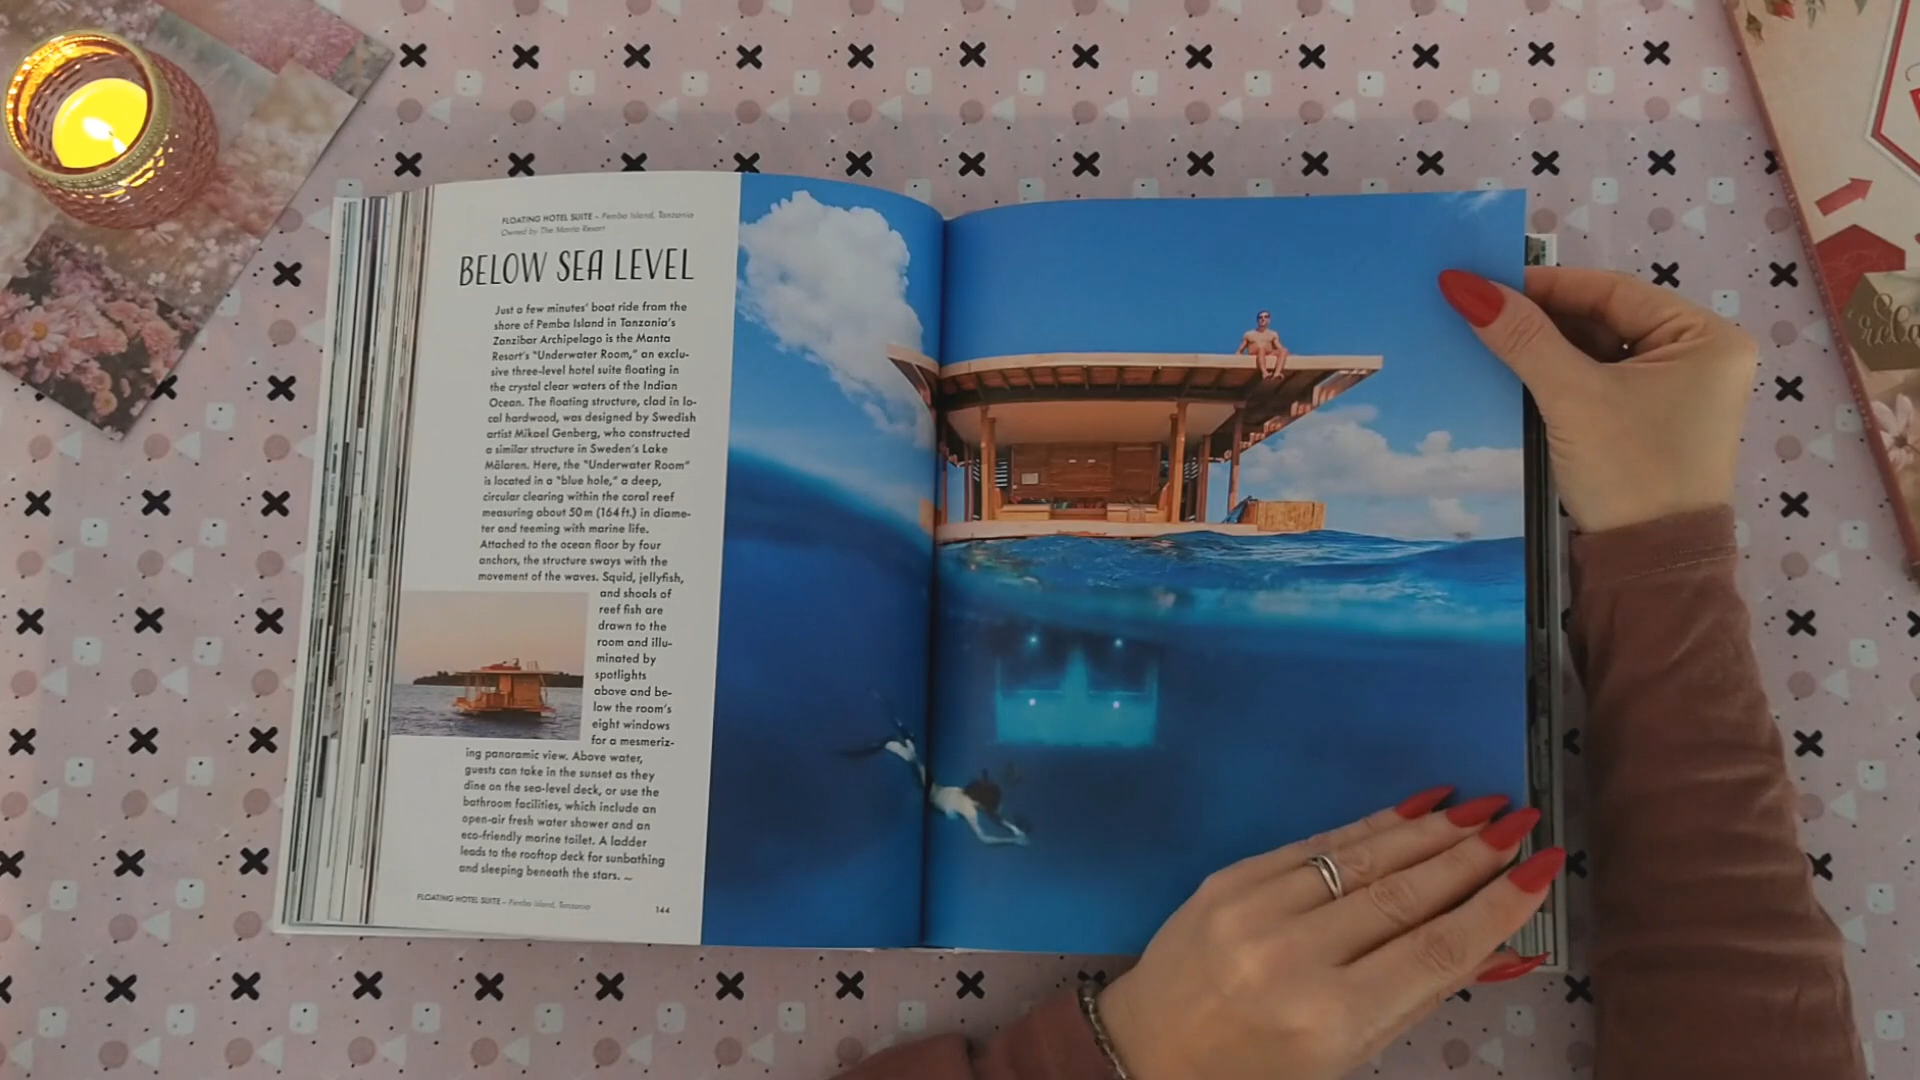 FLOATING HOTEL SUITE – Pemba Island, Tanzania
Owned by The Manta Resort
BELOW SEA LEVEL
Just a few minutes' boat ride from the
shore of Pemba Island in Tanzania's
Zanzibar Archipelago is the Manta
Resort's "Underwater Room," an exclu-
sive three-level hotel suite floating in
the crystal clear waters of the Indian
Ocean. The floating structure, clad in lo-
cal hardwood, was designed by Swedish
artist Mikael Genberg, who constructed
a similar structure in Sweden's Lake
Mälaren. Here, the "Underwater Room"
is located in a "blue hole," a deep,
circular clearing within the coral reef
measuring about 50 m (164 ft.) in diame-
ter and teeming with marine life.
Attached to the ocean floor by four
anchors, the structure sways with the
movement of the waves. Squid, jellyfish,
and shoals of
reef fish are
drawn to the
room and illu-
minated by
spotlights
above and be-
low the room's
eight windows
for a mesmeriz-
ing panoramic view. Above water,
guests can take in the sunset as they
dine on the sea-level deck, or use the
bathroom facilities, which include an
open-air fresh water shower and an
eco-friendly marine toilet. A ladder
leads to the rooftop deck for sunbathing
and sleeping beneath the stars. ~
FLOATING HOTEL SUITE – Pemba Island, Tanzania
144